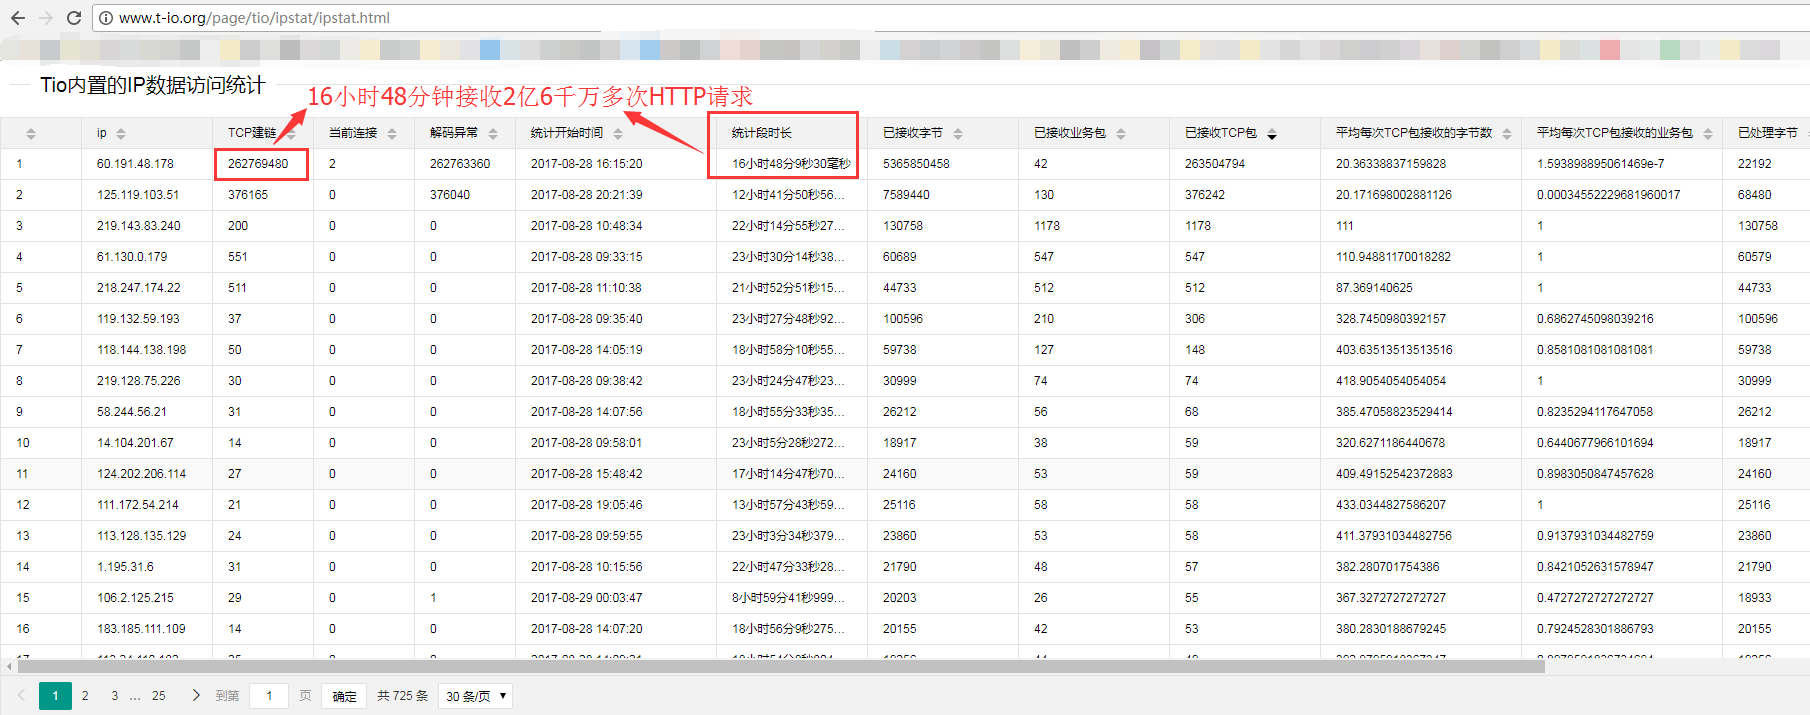 www.t-io.org/page/tio/ipstat/ipstat.html
Tio内置的IP数据访问统计
16小时48分钟接收2亿6千万多次HTTP请求
ip TCP建链 当前连接 解码异常 统计开始时间 统计段时长 已接收字节 已接收业务包 已接收TCP包 平均每次TCP包接收的字节数 平均每次TCP包接收的业务包 已处理字节
1 60.191.48.178 262769480 2 262763360 2017-08-28 16:15:20 16小时48分9秒30毫秒 5365850458 42 263504794 20.36338837159828 1.593898895061469e-7 22192
2 125.119.103.51 376165 0 376040 2017-08-28 20:21:39 12小时41分50秒56... 7589440 130 376242 20.171698002881126 0.00034552229681960017 68480
3 219.143.83.240 200 0 0 2017-08-28 10:48:34 22小时14分55秒27... 130758 1178 1178 111 1 130758
4 61.130.0.179 551 0 0 2017-08-28 09:33:15 23小时30分14秒38... 60689 547 547 110.94881170018282 1 60579
5 218.247.174.22 511 0 0 2017-08-28 11:10:38 21小时52分51秒15... 44733 512 512 87.369140625 1 44733
6 119.132.59.193 37 0 0 2017-08-28 09:35:40 23小时27分48秒92... 100596 210 306 328.7450980392157 0.6862745098039216 100596
7 118.144.138.198 50 0 0 2017-08-28 14:05:19 18小时58分10秒55... 59738 127 148 403.63513513513516 0.8581081081081081 59738
8 219.128.75.226 30 0 0 2017-08-28 09:38:42 23小时24分47秒23... 30999 74 74 418.9054054054054 1 30999
9 58.244.56.21 31 0 0 2017-08-28 14:07:56 18小时55分33秒35... 26212 56 68 385.47058823529414 0.8235294117647058 26212
10 14.104.201.67 14 0 0 2017-08-28 09:58:01 23小时5分28秒272... 18917 38 59 320.6271186440678 0.6440677966101694 18917
11 124.202.206.114 27 0 0 2017-08-28 15:48:42 17小时14分47秒70... 24160 53 59 409.49152542372883 0.8983050847457628 24160
12 111.172.54.214 21 0 0 2017-08-28 19:05:46 13小时57分43秒59... 25116 58 58 433.0344827586207 1 25116
13 113.128.135.129 24 0 0 2017-08-28 09:59:55 23小时3分34秒379... 23860 53 58 411.37931034482756 0.9137931034482759 23860
14 1.195.31.6 31 0 0 2017-08-28 10:15:56 22小时47分33秒28... 21790 48 57 382.280701754386 0.8421052631578947 21790
15 106.2.125.215 29 0 1 2017-08-29 00:03:47 8小时59分41秒999... 20203 26 55 367.3272727272727 0.4727272727272727 18933
16 183.185.111.109 14 0 0 2017-08-28 14:07:20 18小时56分9秒275... 20155 42 53 380.2830188679245 0.7924528301886793 20155
1 2 3 ... 25 到第 1 页 确定 共 725 条 30 条/页